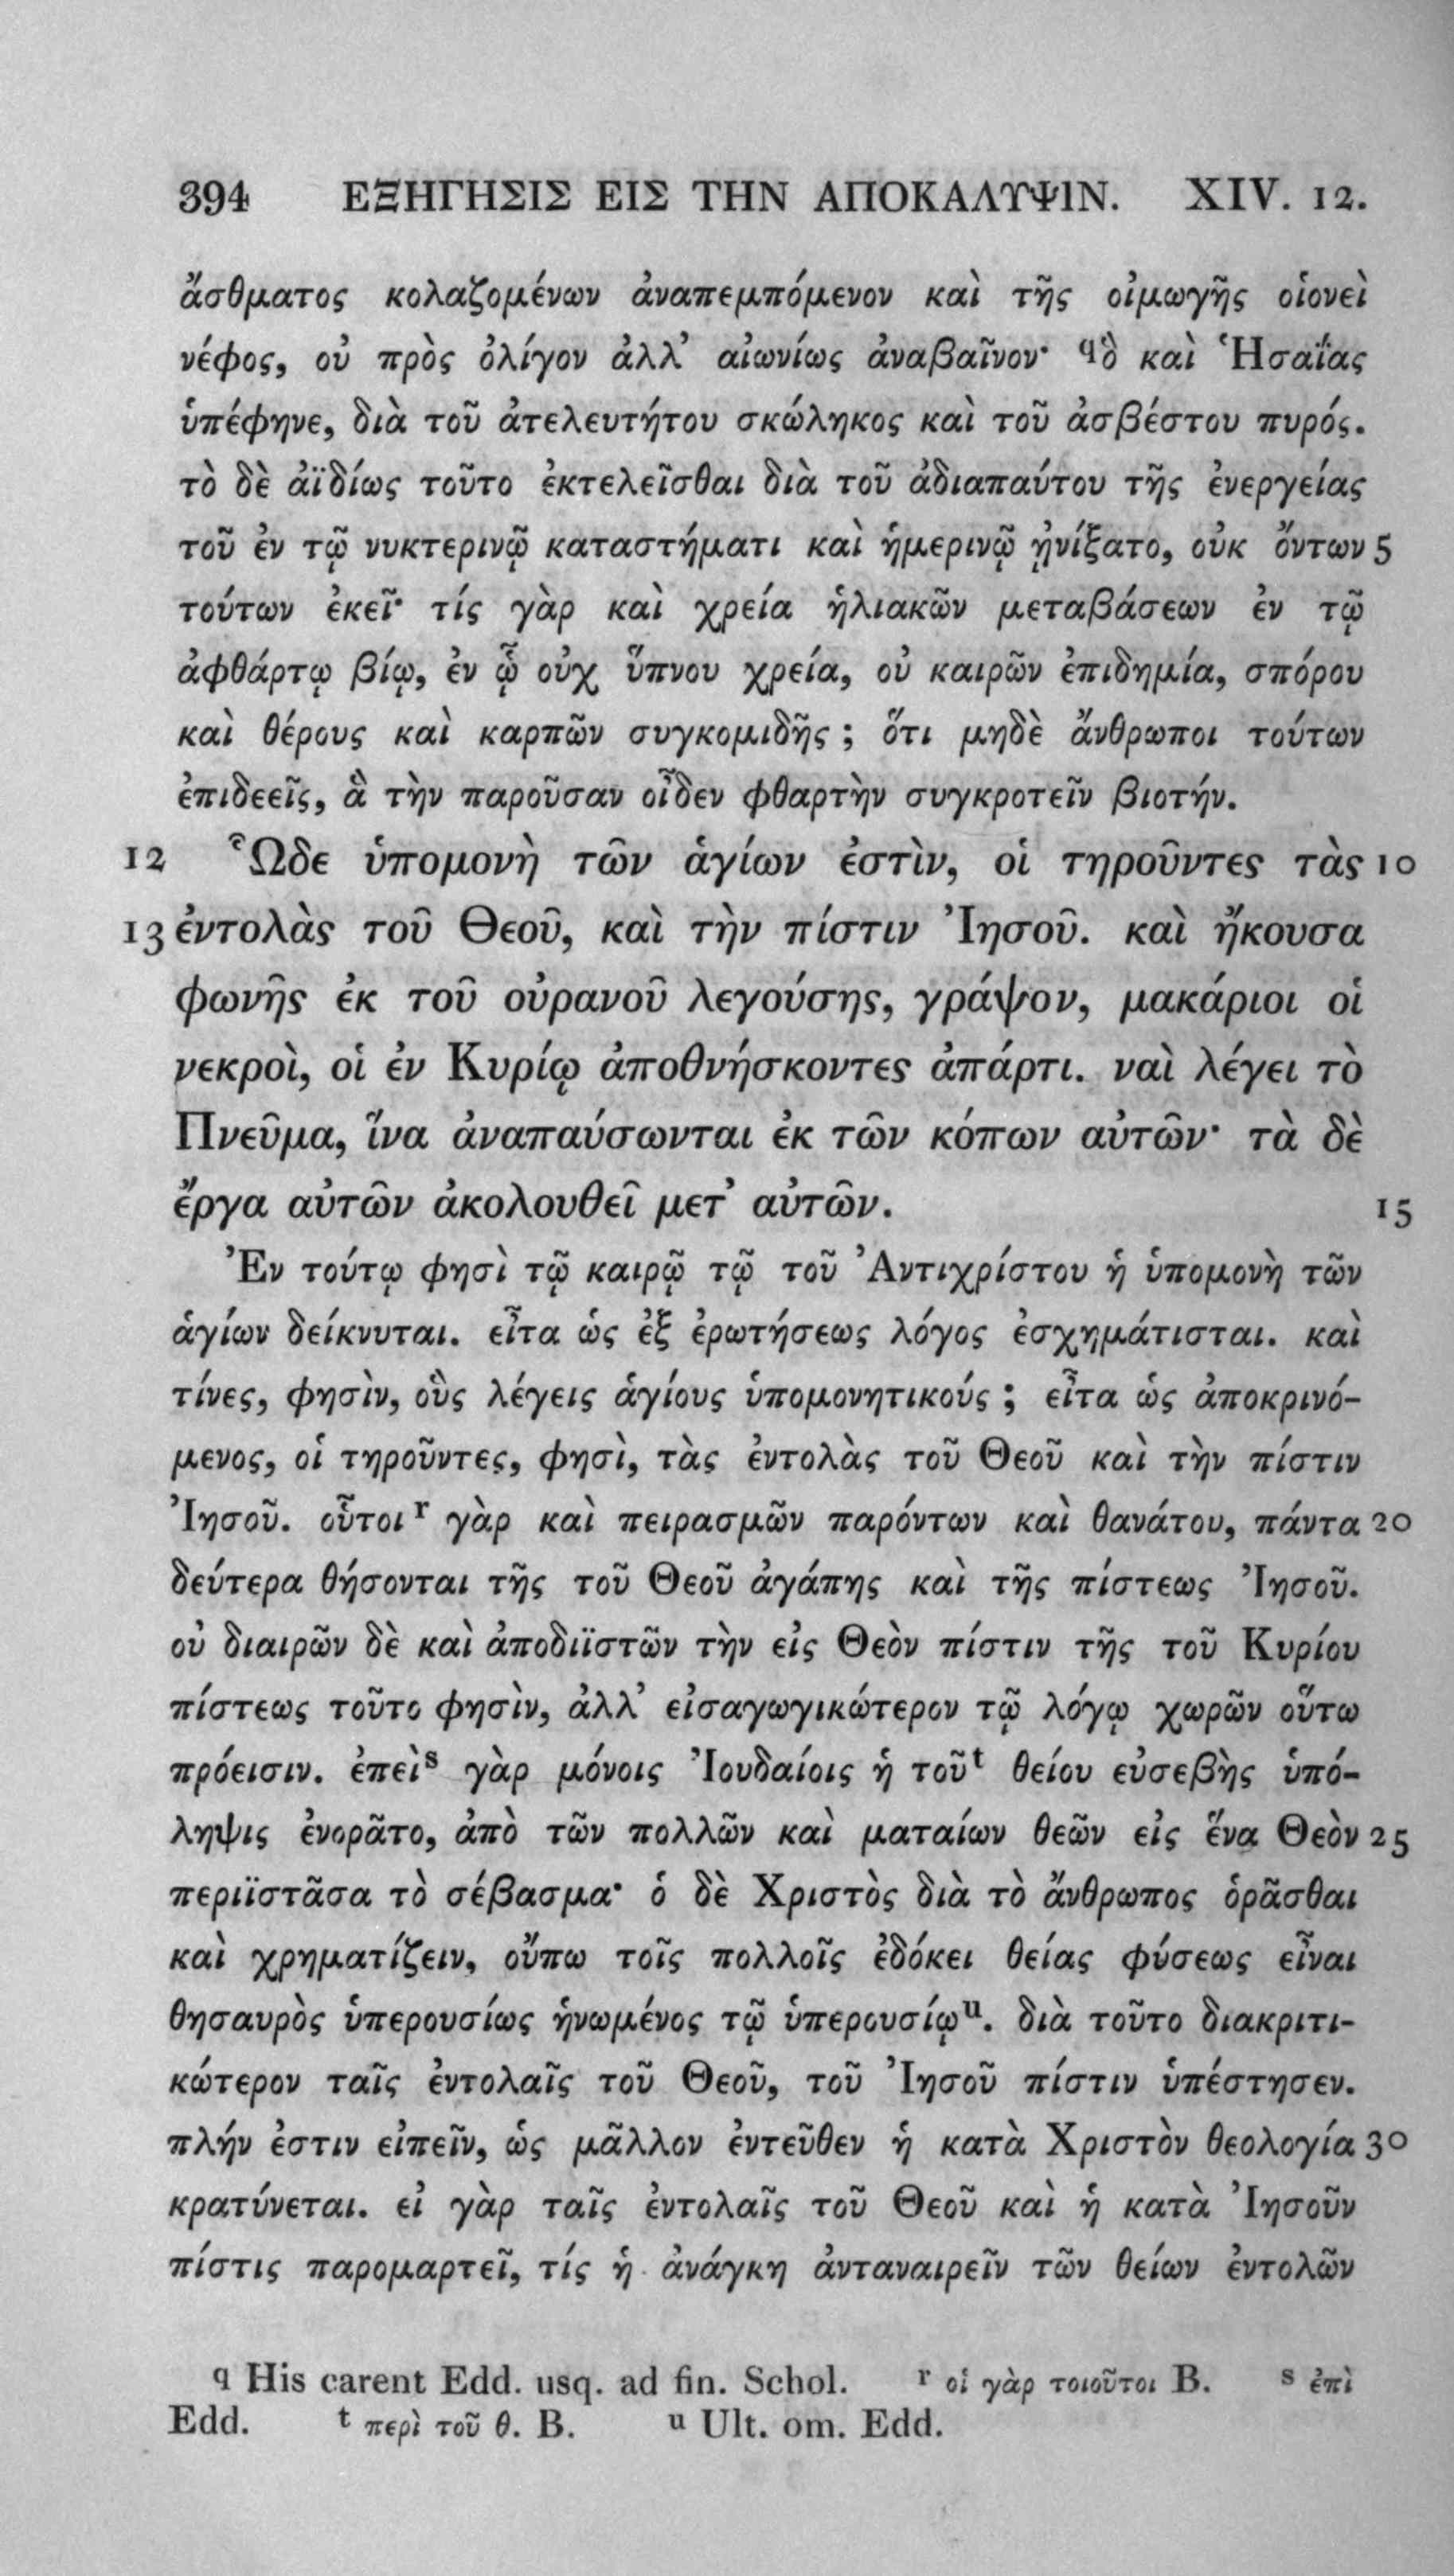 394 ΕΞΗΓΗΣΙΣ ΕΙΣ ΤΗΝ ΑΠΟΚΑΛΥΨΙΝ. XIV. 12.
ἄσθματος κολαζομένων ἀναπεμπόμενον καὶ τῆς οἰμωγῆς οἱονεὶ
νέφος, οὐ πρὸς ὀλίγον ἀλλ’ αἰωνίως ἀναβαῖνον· qὃ καὶ Ἡσαΐας
ὑπέφηνε, διὰ τοῦ ἀτελευτήτου σκώληκος καὶ τοῦ ἀσβέστου πυρός.
τὸ δὲ ἀϊδίως τοῦτο ἐκτελεῖσθαι διὰ τοῦ ἀδιαπαύτου τῆς ἐνεργείας
τοῦ ἐν τῷ νυκτερινῷ καταστήματι καὶ ἡμερινῷ ᾐνίξατο, οὐκ ὄντων 5
τούτων ἐκεῖ· τίς γὰρ καὶ χρεία ἡλιακῶν μεταβάσεων ἐν τῷ
ἀφθάρτῳ βίῳ, ἐν ᾧ οὐχ ὕπνου χρεία, οὐ καιρῶν ἐπιδημία, σπόρου
καὶ θέρους καὶ καρπῶν συγκομιδῆς ; ὅτι μηδὲ ἄνθρωποι τούτων
ἐπιδεεῖς, ἃ τὴν παροῦσαν οἶδεν φθαρτὴν συγκροτεῖν βιοτήν.
12 Ὧδε ὑπομονὴ τῶν ἁγίων ἐστὶν, οἱ τηροῦντες τὰς 10
13 ἐντολὰς τοῦ Θεοῦ, καὶ τὴν πίστιν Ἰησοῦ. καὶ ἤκουσα
φωνῆς ἐκ τοῦ οὐρανοῦ λεγούσης, γράψον, μακάριοι οἱ
νεκροὶ, οἱ ἐν Κυρίῳ ἀποθνήσκοντες ἀπάρτι. ναὶ λέγει τὸ
Πνεῦμα, ἵνα ἀναπαύσωνται ἐκ τῶν κόπων αὐτῶν· τὰ δὲ
ἔργα αὐτῶν ἀκολουθεῖ μετ’ αὐτῶν. 15
Ἐν τούτῳ φησὶ τῷ καιρῷ τῷ τοῦ Ἀντιχρίστου ἡ ὑπομονὴ τῶν
ἁγίων δείκνυται. εἶτα ὡς ἐξ ἐρωτήσεως λόγος ἐσχημάτισται. καὶ
τίνες, φησὶν, οὓς λέγεις ἁγίους ὑπομονητικούς ; εἶτα ὡς ἀποκρινό-
μενος, οἱ τηροῦντες, φησὶ, τὰς ἐντολὰς τοῦ Θεοῦ καὶ τὴν πίστιν
Ἰησοῦ. οὗτοι r γὰρ καὶ πειρασμῶν παρόντων καὶ θανάτου, πάντα 20
δεύτερα θήσονται τῆς τοῦ Θεοῦ ἀγάπης καὶ τῆς πίστεως Ἰησοῦ.
οὐ διαιρῶν δὲ καὶ ἀποδιϊστῶν τὴν εἰς Θεὸν πίστιν τῆς τοῦ Κυρίου
πίστεως τοῦτο φησὶν, ἀλλ’ εἰσαγωγικώτερον τῷ λόγῳ χωρῶν οὕτω
πρόεισιν. ἐπεὶs γὰρ μόνοις Ἰουδαίοις ἡ τοῦt θείου εὐσεβὴς ὑπό-
ληψις ἐνορᾶτο, ἀπὸ τῶν πολλῶν καὶ ματαίων θεῶν εἰς ἕνα Θεὸν 25
περιϊστᾶσα τὸ σέβασμα· ὁ δὲ Χριστὸς διὰ τὸ ἄνθρωπος ὁρᾶσθαι
καὶ χρηματίζειν, οὔπω τοῖς πολλοῖς ἐδόκει θείας φύσεως εἶναι
θησαυρὸς ὑπερουσίως ἡνωμένος τῷ ὑπερουσίῳu. διὰ τοῦτο διακριτι-
κώτερον ταῖς ἐντολαῖς τοῦ Θεοῦ, τοῦ Ἰησοῦ πίστιν ὑπέστησεν.
πλήν ἐστιν εἰπεῖν, ὡς μᾶλλον ἐντεῦθεν ἡ κατὰ Χριστὸν θεολογία 30
κρατύνεται. εἰ γὰρ ταῖς ἐντολαῖς τοῦ Θεοῦ καὶ ἡ κατὰ Ἰησοῦν
πίστις παρομαρτεῖ, τίς ἡ ἀνάγκη ἀνταναιρεῖν τῶν θείων ἐντολῶν
q His carent Edd. usq. ad fin. Schol. r οἱ γὰρ τοιοῦτοι B. s ἐπὶ
Edd. t περὶ τοῦ θ. B. u Ult. om. Edd.